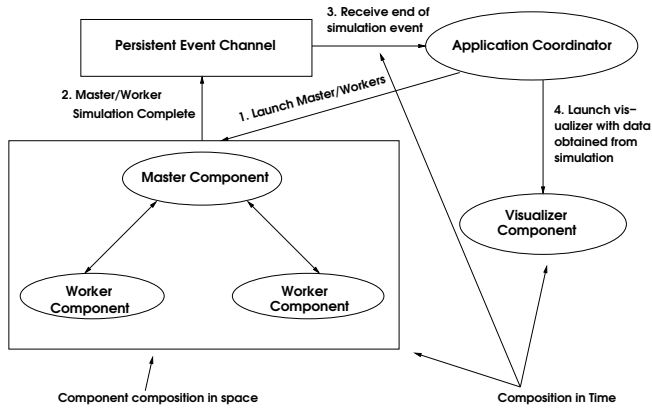 3. Receive end of
simulation event
Persistent Event Channel
Application Coordinator
2. Master/Worker
Simulation Complete
1. Launch Master/Workers
4. Launch vis-
ualizer with data
obtained from
simulation
Master Component
Visualizer
Component
Worker
Component
Worker
Component
Component composition in space
Composition in Time